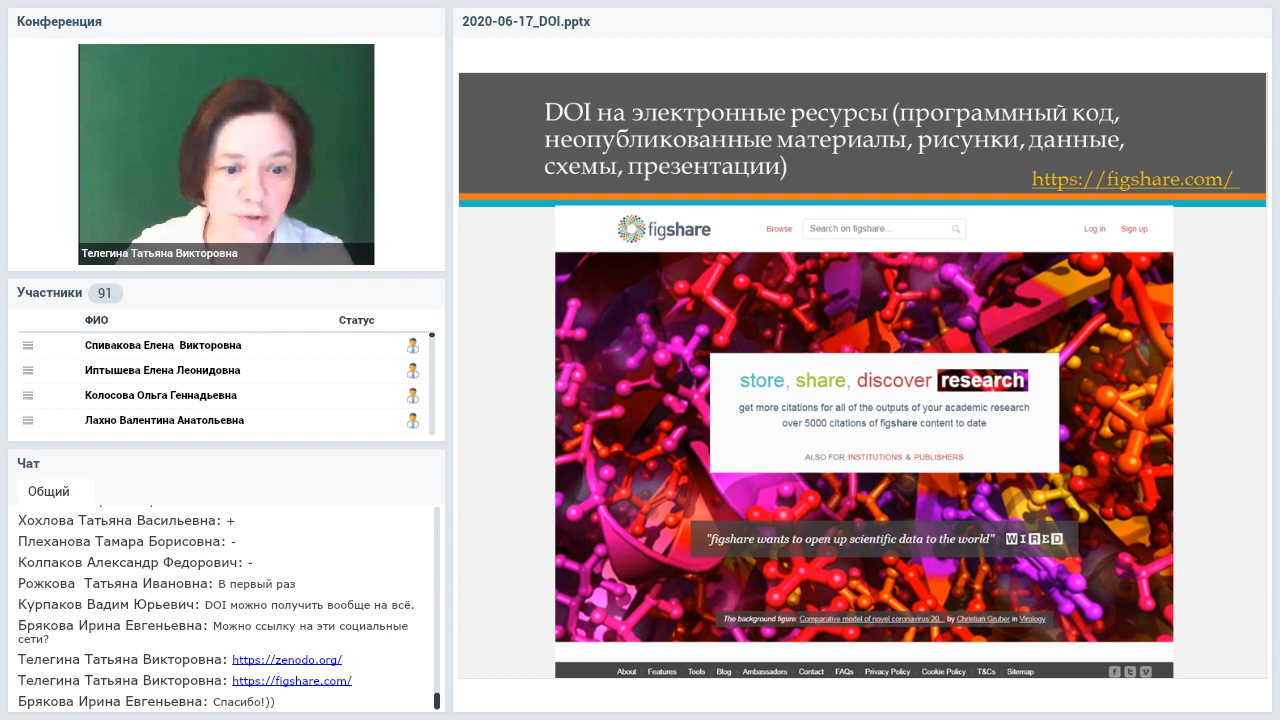 Конференция
Телегина Татьяна Викторовна
Участники 91
ФИО Статус
Спивакова Елена Викторовна
Иптышева Елена Леонидовна
Колосова Ольга Геннадьевна
Лахно Валентина Анатольевна
Чат
Общий
Хохлова Татьяна Васильевна: +
Плеханова Тамара Борисовна: -
Колпаков Александр Федорович: -
Рожкова Татьяна Ивановна: В первый раз
Курпаков Вадим Юрьевич: DOI можно получить вообще на всё.
Брякова Ирина Евгеньевна: Можно ссылку на эти социальные
сети?
Телегина Татьяна Викторовна: https://zenodo.org/
Телегина Татьяна Викторовна: https://figshare.com/
Брякова Ирина Евгеньевна: Спасибо!))
2020-06-17_DOI.pptx
DOI на электронные ресурсы (программный код,
неопубликованные материалы, рисунки, данные,
схемы, презентации)
https://figshare.com/
figshare
Browse
Search on figshare...
Log in Sign up
store, share, discover research
get more citations for all of the outputs of your academic research
over 5000 citations of figshare content to date
ALSO FOR INSTITUTIONS & PUBLISHERS
"figshare wants to open up scientific data to the world" WIRED
The background figure: Comparative model of novel coronavirus 20... by Christian Gruber in Virology
About Features Tools Blog Ambassadors Contact FAQs Privacy Policy Cookie Policy T&Cs Sitemap